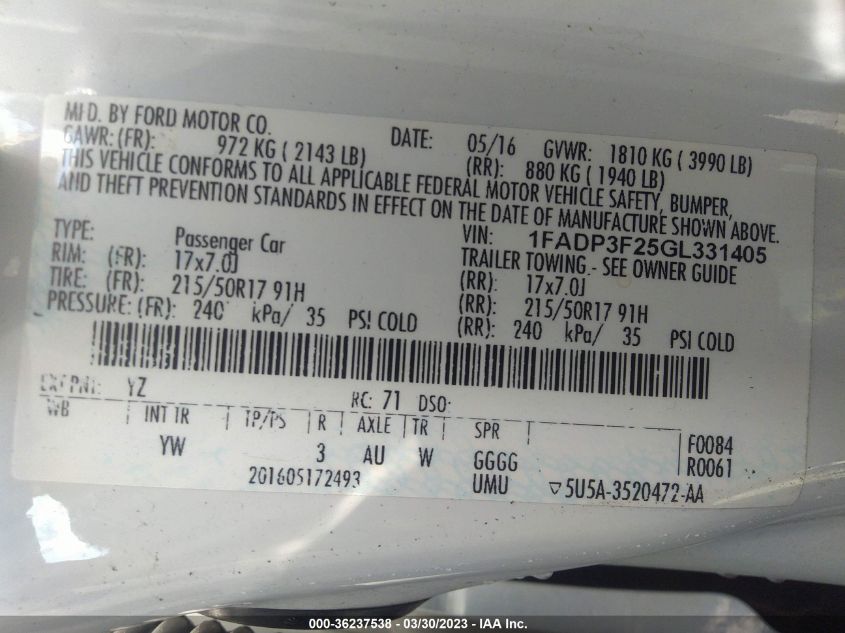 MFD. BY FORD MOTOR CO.
DATE: 05/16 GVWR: 1810 KG ( 3990 LB)
GAWR: (FR): 972 KG ( 2143 LB) (RR): 880 KG ( 1940 LB)
THIS VEHICLE CONFORMS TO ALL APPLICABLE FEDERAL MOTOR VEHICLE SAFETY, BUMPER,
AND THEFT PREVENTION STANDARDS IN EFFECT ON THE DATE OF MANUFACTURE SHOWN ABOVE.
VIN: 1FADP3F25GL331405
TYPE: Passenger Car TRAILER TOWING - SEE OWNER GUIDE
RIM: (FR): 17x7.0J (RR): 17x7.0J
TIRE: (FR): 215/50R17 91H (RR): 215/50R17 91H
PRESSURE: (FR): 240 kPa/ 35 PSI COLD (RR): 240 kPa/ 35 PSI COLD
EXT PNT: YZ RC: 71 DSO:
WB INT TR TP/PS R AXLE TR SPR
YW 3 AU W GGGG
F0084
R0061
201605172493 UMU ▽5U5A-3520472-AA
000-36237538 - 03/30/2023 - IAA Inc.